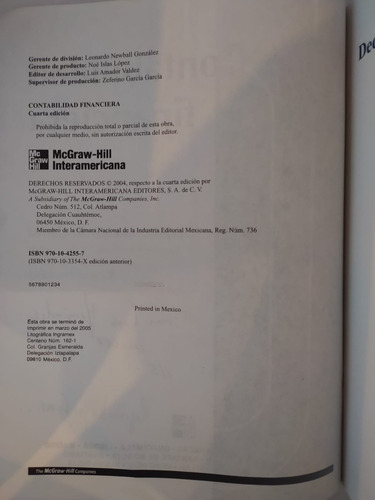 Gerente de división: Leonardo Newball González
Gerente de producto: Noé Islas López
Editor de desarrollo: Luis Amador Valdez
Supervisor de producción: Zeferino García García
CONTABILIDAD FINANCIERA
Cuarta edición
Prohibida la reproducción total o parcial de esta obra,
por cualquier medio, sin autorización escrita del editor.
Mc
Graw
Hill
McGraw-Hill
Interamericana
DERECHOS RESERVADOS © 2004, respecto a la cuarta edición por
McGRAW-HILL INTERAMERICANA EDITORES, S. A. de C. V.
A Subsidiary of The McGraw-Hill Companies, Inc.
Cedro Núm. 512, Col. Atlampa
Delegación Cuauhtémoc,
06450 México, D. F.
Miembro de la Cámara Nacional de la Industria Editorial Mexicana, Reg. Núm. 736
ISBN 970-10-4255-7
(ISBN 970-10-3354-X edición anterior)
5678901234
Printed in Mexico
Esta obra se terminó de
Imprimir en marzo del 2005
Litográfica Ingramex
Centeno Núm. 162-1
Col. Granjas Esmeralda
Delegación Iztapalapa
09810 México, D.F.
The McGraw-Hill Companies